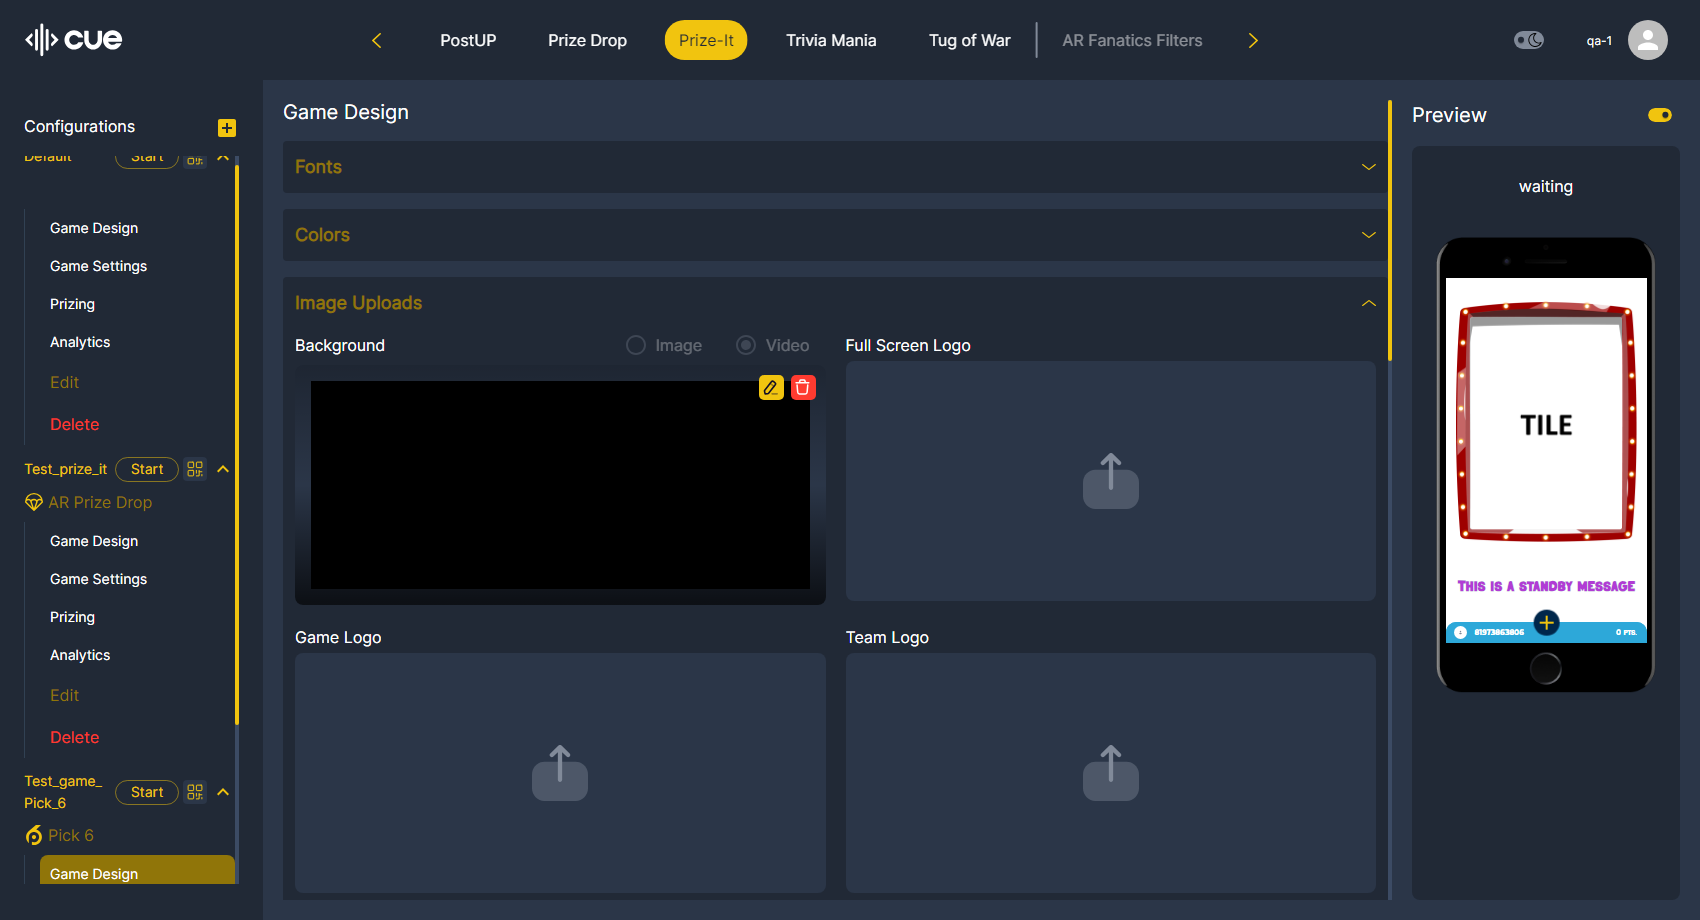 cue
PostUP
Prize Drop
Prize-It
Trivia Mania
Tug of War
AR Fanatics Filters
qa-1
Configurations
Default
Start
Game Design
Game Settings
Prizing
Analytics
Edit
Delete
Test_prize_it
Start
AR Prize Drop
Game Design
Game Settings
Prizing
Analytics
Edit
Delete
Test_game_
Pick_6
Start
Pick 6
Game Design
Game Design
Fonts
Colors
Image Uploads
Background
Image
Video
Full Screen Logo
Game Logo
Team Logo
Preview
waiting
TILE
THIS IS A STANDBY MESSAGE
81973863806
0 PTS.